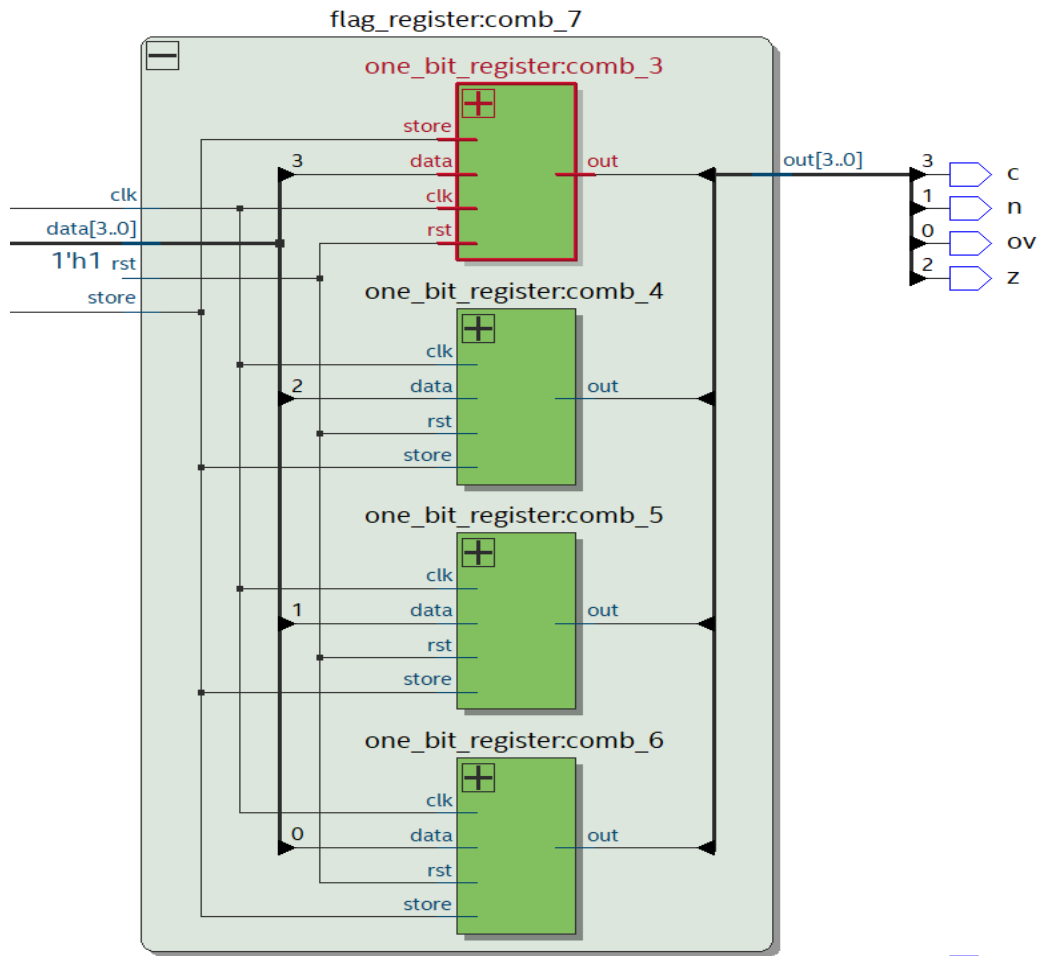 flag_register:comb_7
one_bit_register:comb_3
store
3 data out out[3..0] 3 c
clk clk 1 n
data[3..0] rst 0 ov
1'h1 rst 2 z
store
one_bit_register:comb_4
clk
2 data out
rst
store
one_bit_register:comb_5
clk
1 data out
rst
store
one_bit_register:comb_6
clk
0 data out
rst
store